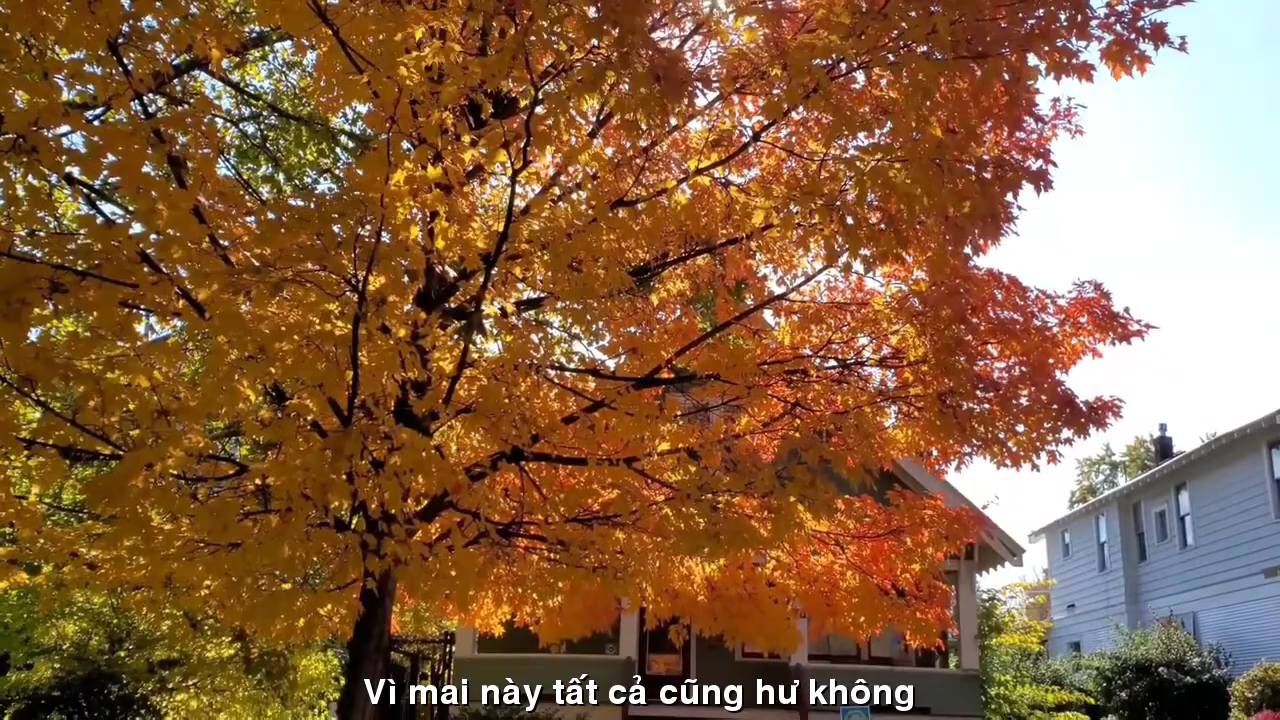 Vì mai này tất cả cũng hư không